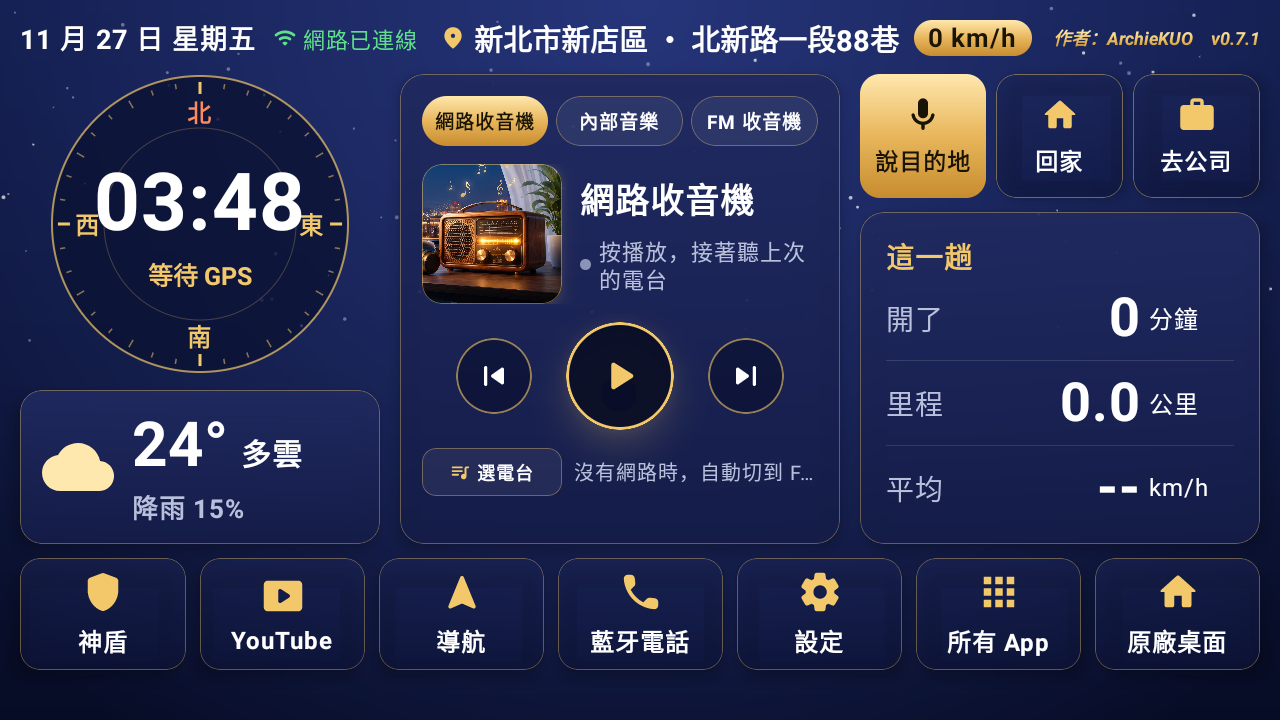 11 月 27 日 星期五
網路已連線
新北市新店區 • 北新路一段88巷
0 km/h
作者：ArchieKUO v0.7.1
北
西
03:48
東
等待 GPS
南
24° 多雲
降雨 15%
網路收音機
內部音樂
FM 收音機
網路收音機
按播放，接著聽上次
的電台
選電台
沒有網路時，自動切到 F…
說目的地
回家
去公司
這一趟
開了 0 分鐘
里程 0.0 公里
平均 -- km/h
神盾
YouTube
導航
藍牙電話
設定
所有 App
原廠桌面